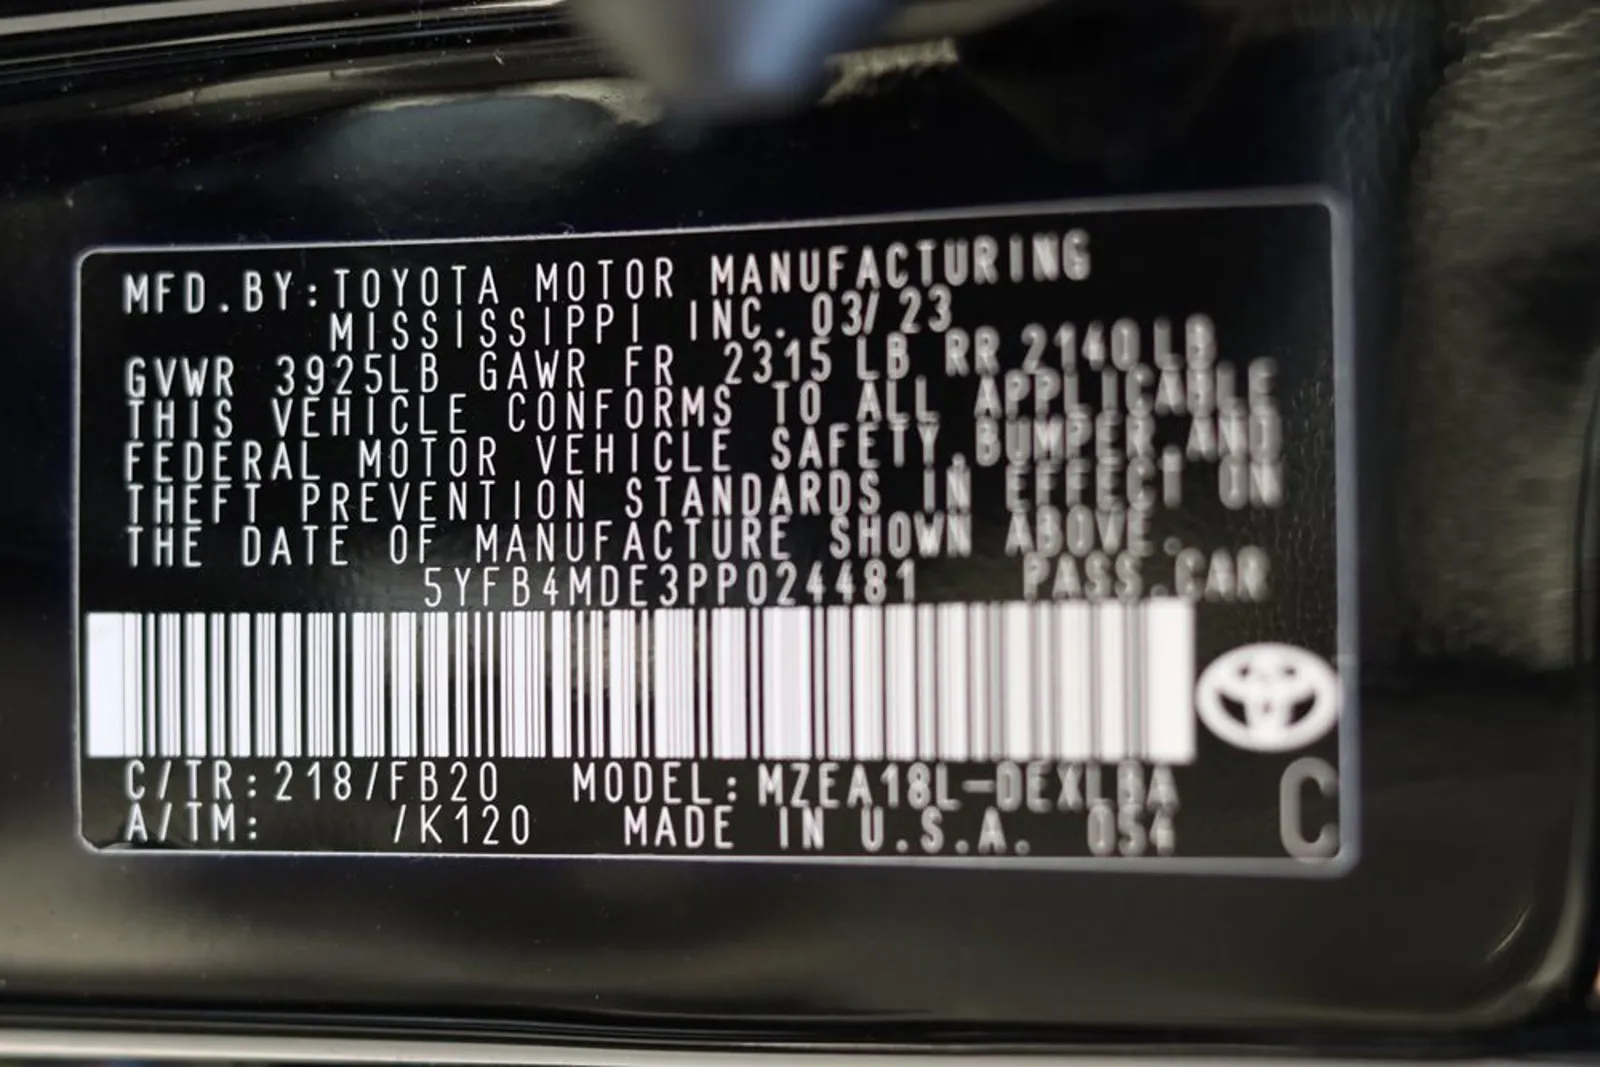 MFD.BY:TOYOTA MOTOR MANUFACTURING
MISSISSIPPI INC. 03/23
GVWR 3925LB GAWR FR 2315 LB RR 2140 LB
THIS VEHICLE CONFORMS TO ALL APPLICABLE
FEDERAL MOTOR VEHICLE SAFETY,BUMPER,AND
THEFT PREVENTION STANDARDS IN EFFECT ON
THE DATE OF MANUFACTURE SHOWN ABOVE.
5YFB4MDE3PP024481 PASS.CAR
C/TR:218/FB20 MODEL:MZEA18L-DEXLBA
A/TM: /K120 MADE IN U.S.A. 054
C